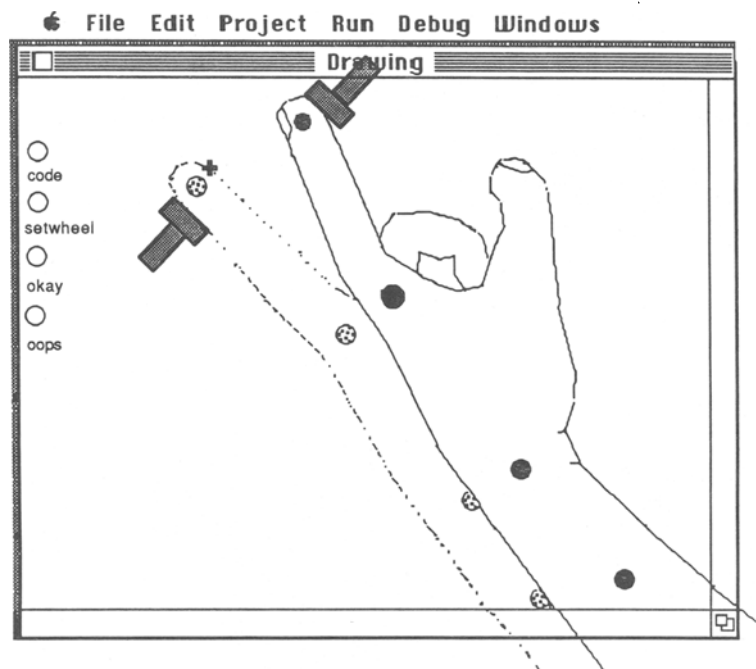 File Edit Project Run Debug Windows
Drawing
code
setwheel
okay
oops